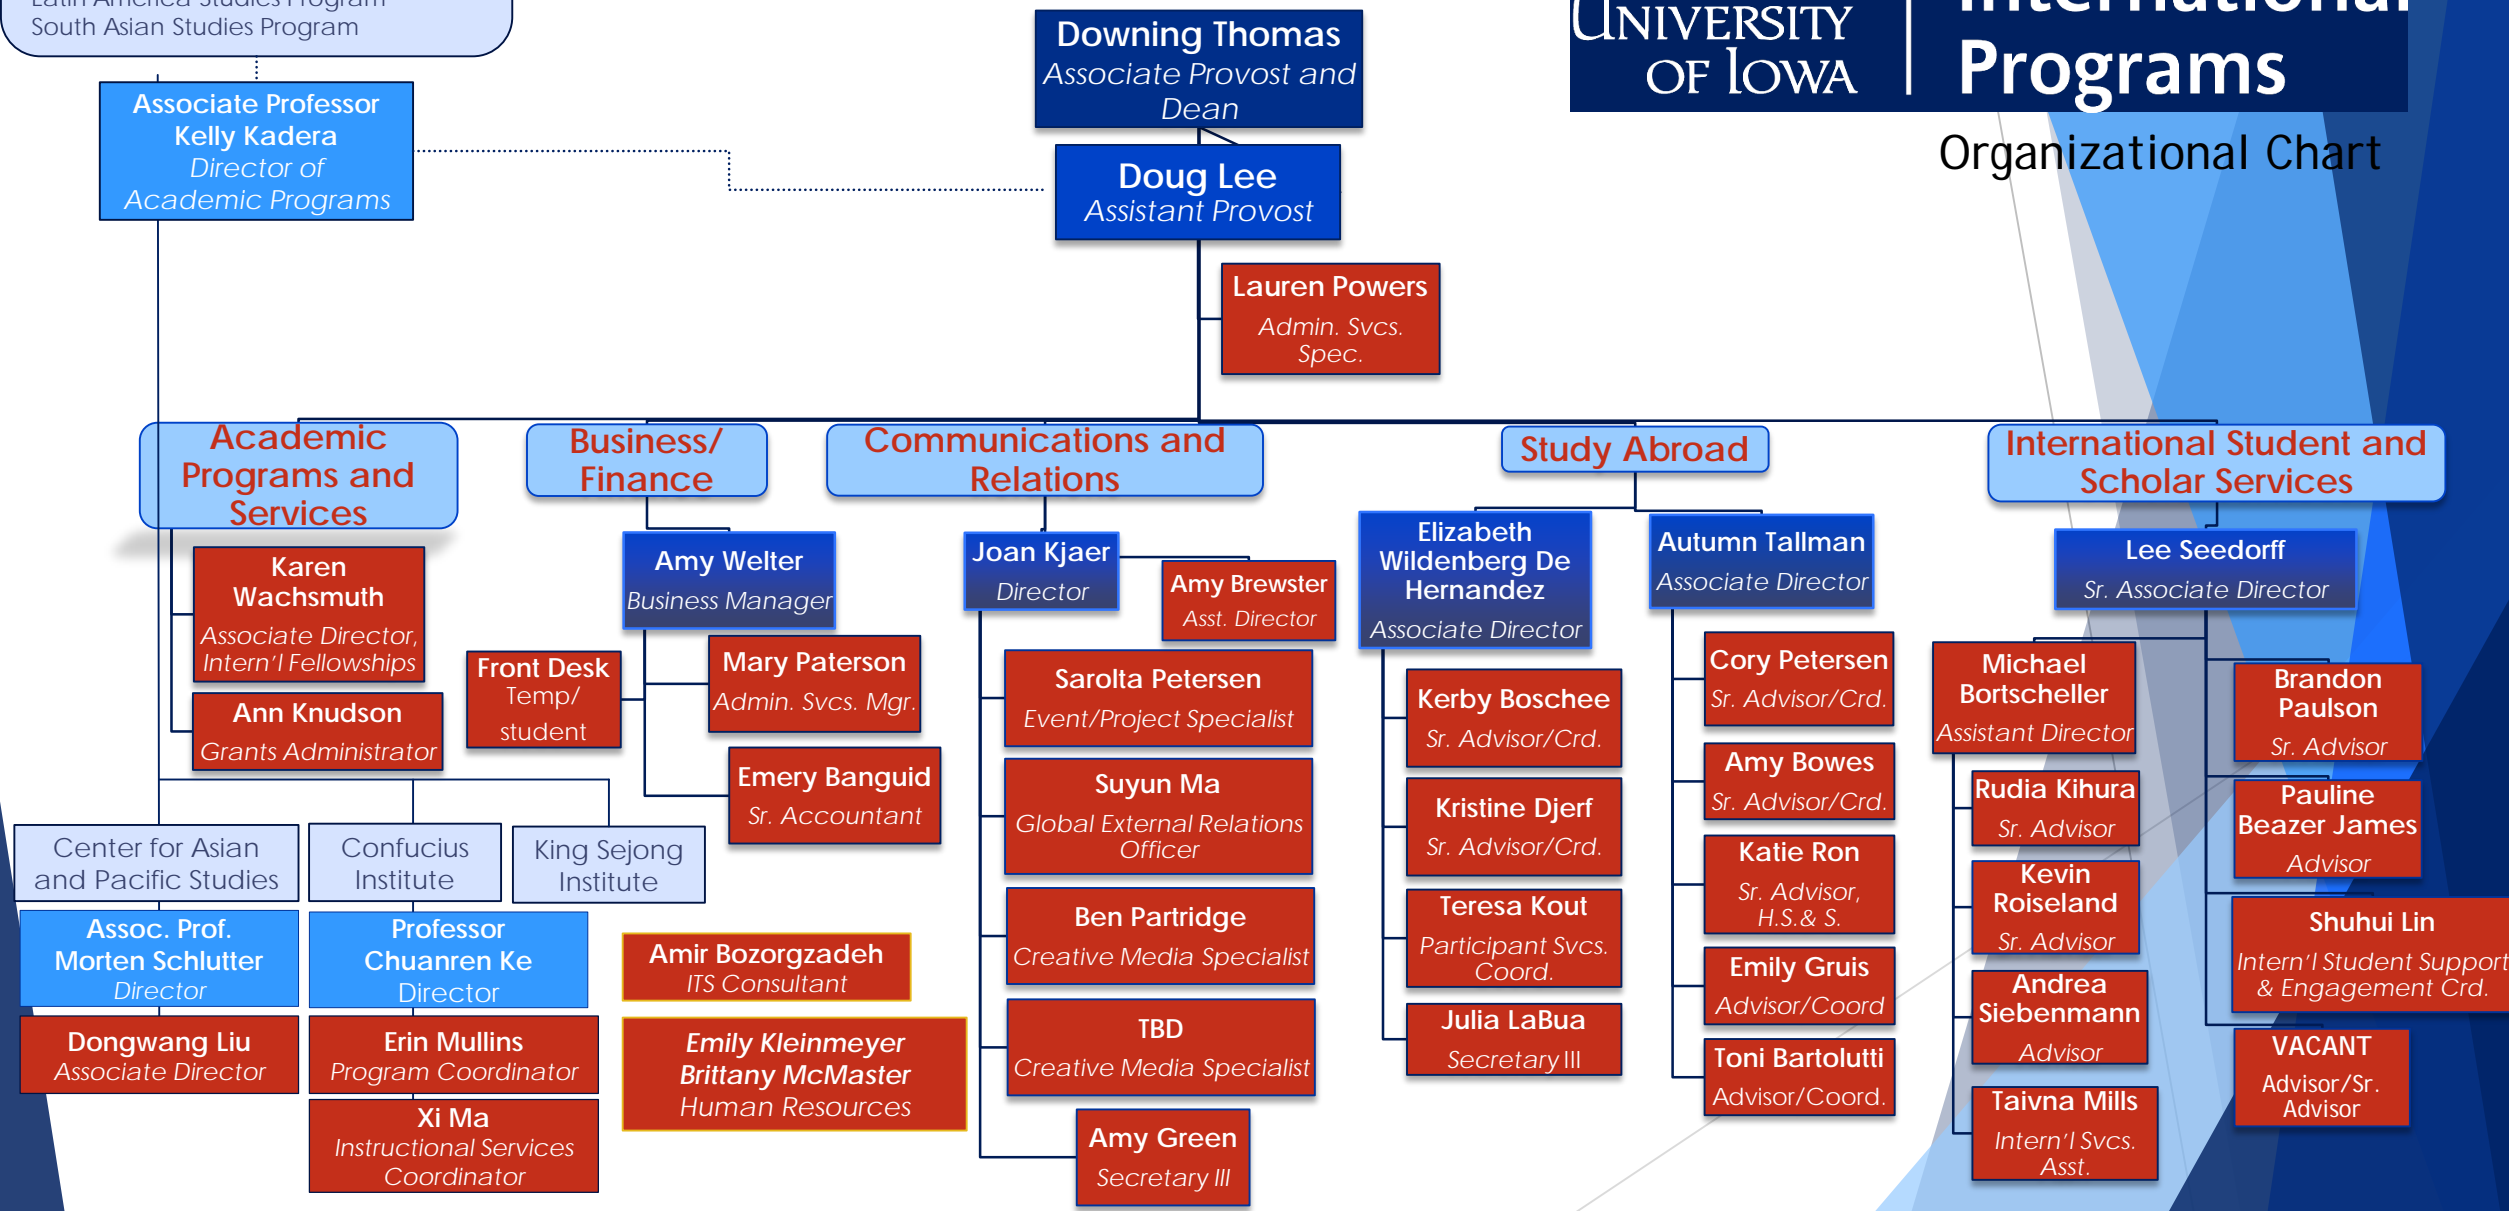 Latin America Studies Program
South Asian Studies Program
UNIVERSITY
OF IOWA
International
Programs
Organizational Chart
Downing Thomas
Associate Provost and
Dean
Associate Professor
Kelly Kadera
Director of
Academic Programs
Doug Lee
Assistant Provost
Lauren Powers
Admin. Svcs.
Spec.
Academic
Programs and
Services
Karen
Wachsmuth
Associate Director,
Intern'l Fellowships
Ann Knudson
Grants Administrator
Center for Asian
and Pacific Studies
Assoc. Prof.
Morten Schlutter
Director
Dongwang Liu
Associate Director
Confucius
Institute
Professor
Chuanren Ke
Director
Erin Mullins
Program Coordinator
Xi Ma
Instructional Services
Coordinator
King Sejong
Institute
Business/
Finance
Amy Welter
Business Manager
Front Desk
Temp/
student
Mary Paterson
Admin. Svcs. Mgr.
Emery Banguid
Sr. Accountant
Amir Bozorgzadeh
ITS Consultant
Emily Kleinmeyer
Brittany McMaster
Human Resources
Communications and
Relations
Joan Kjaer
Director
Amy Brewster
Asst. Director
Sarolta Petersen
Event/Project Specialist
Suyun Ma
Global External Relations
Officer
Ben Partridge
Creative Media Specialist
TBD
Creative Media Specialist
Amy Green
Secretary III
Study Abroad
Elizabeth
Wildenberg De
Hernandez
Associate Director
Kerby Boschee
Sr. Advisor/Crd.
Kristine Djerf
Sr. Advisor/Crd.
Teresa Kout
Participant Svcs.
Coord.
Julia LaBua
Secretary III
Autumn Tallman
Associate Director
Cory Petersen
Sr. Advisor/Crd.
Amy Bowes
Sr. Advisor/Crd.
Katie Ron
Sr. Advisor,
H.S.& S.
Emily Gruis
Advisor/Coord
Toni Bartolutti
Advisor/Coord.
International Student and
Scholar Services
Lee Seedorff
Sr. Associate Director
Michael
Bortscheller
Assistant Director
Rudia Kihura
Sr. Advisor
Kevin
Roiseland
Sr. Advisor
Andrea
Siebenmann
Advisor
Taivna Mills
Intern'l Svcs.
Asst.
Brandon
Paulson
Sr. Advisor
Pauline
Beazer James
Advisor
Shuhui Lin
Intern'l Student Support
& Engagement Crd.
VACANT
Advisor/Sr.
Advisor